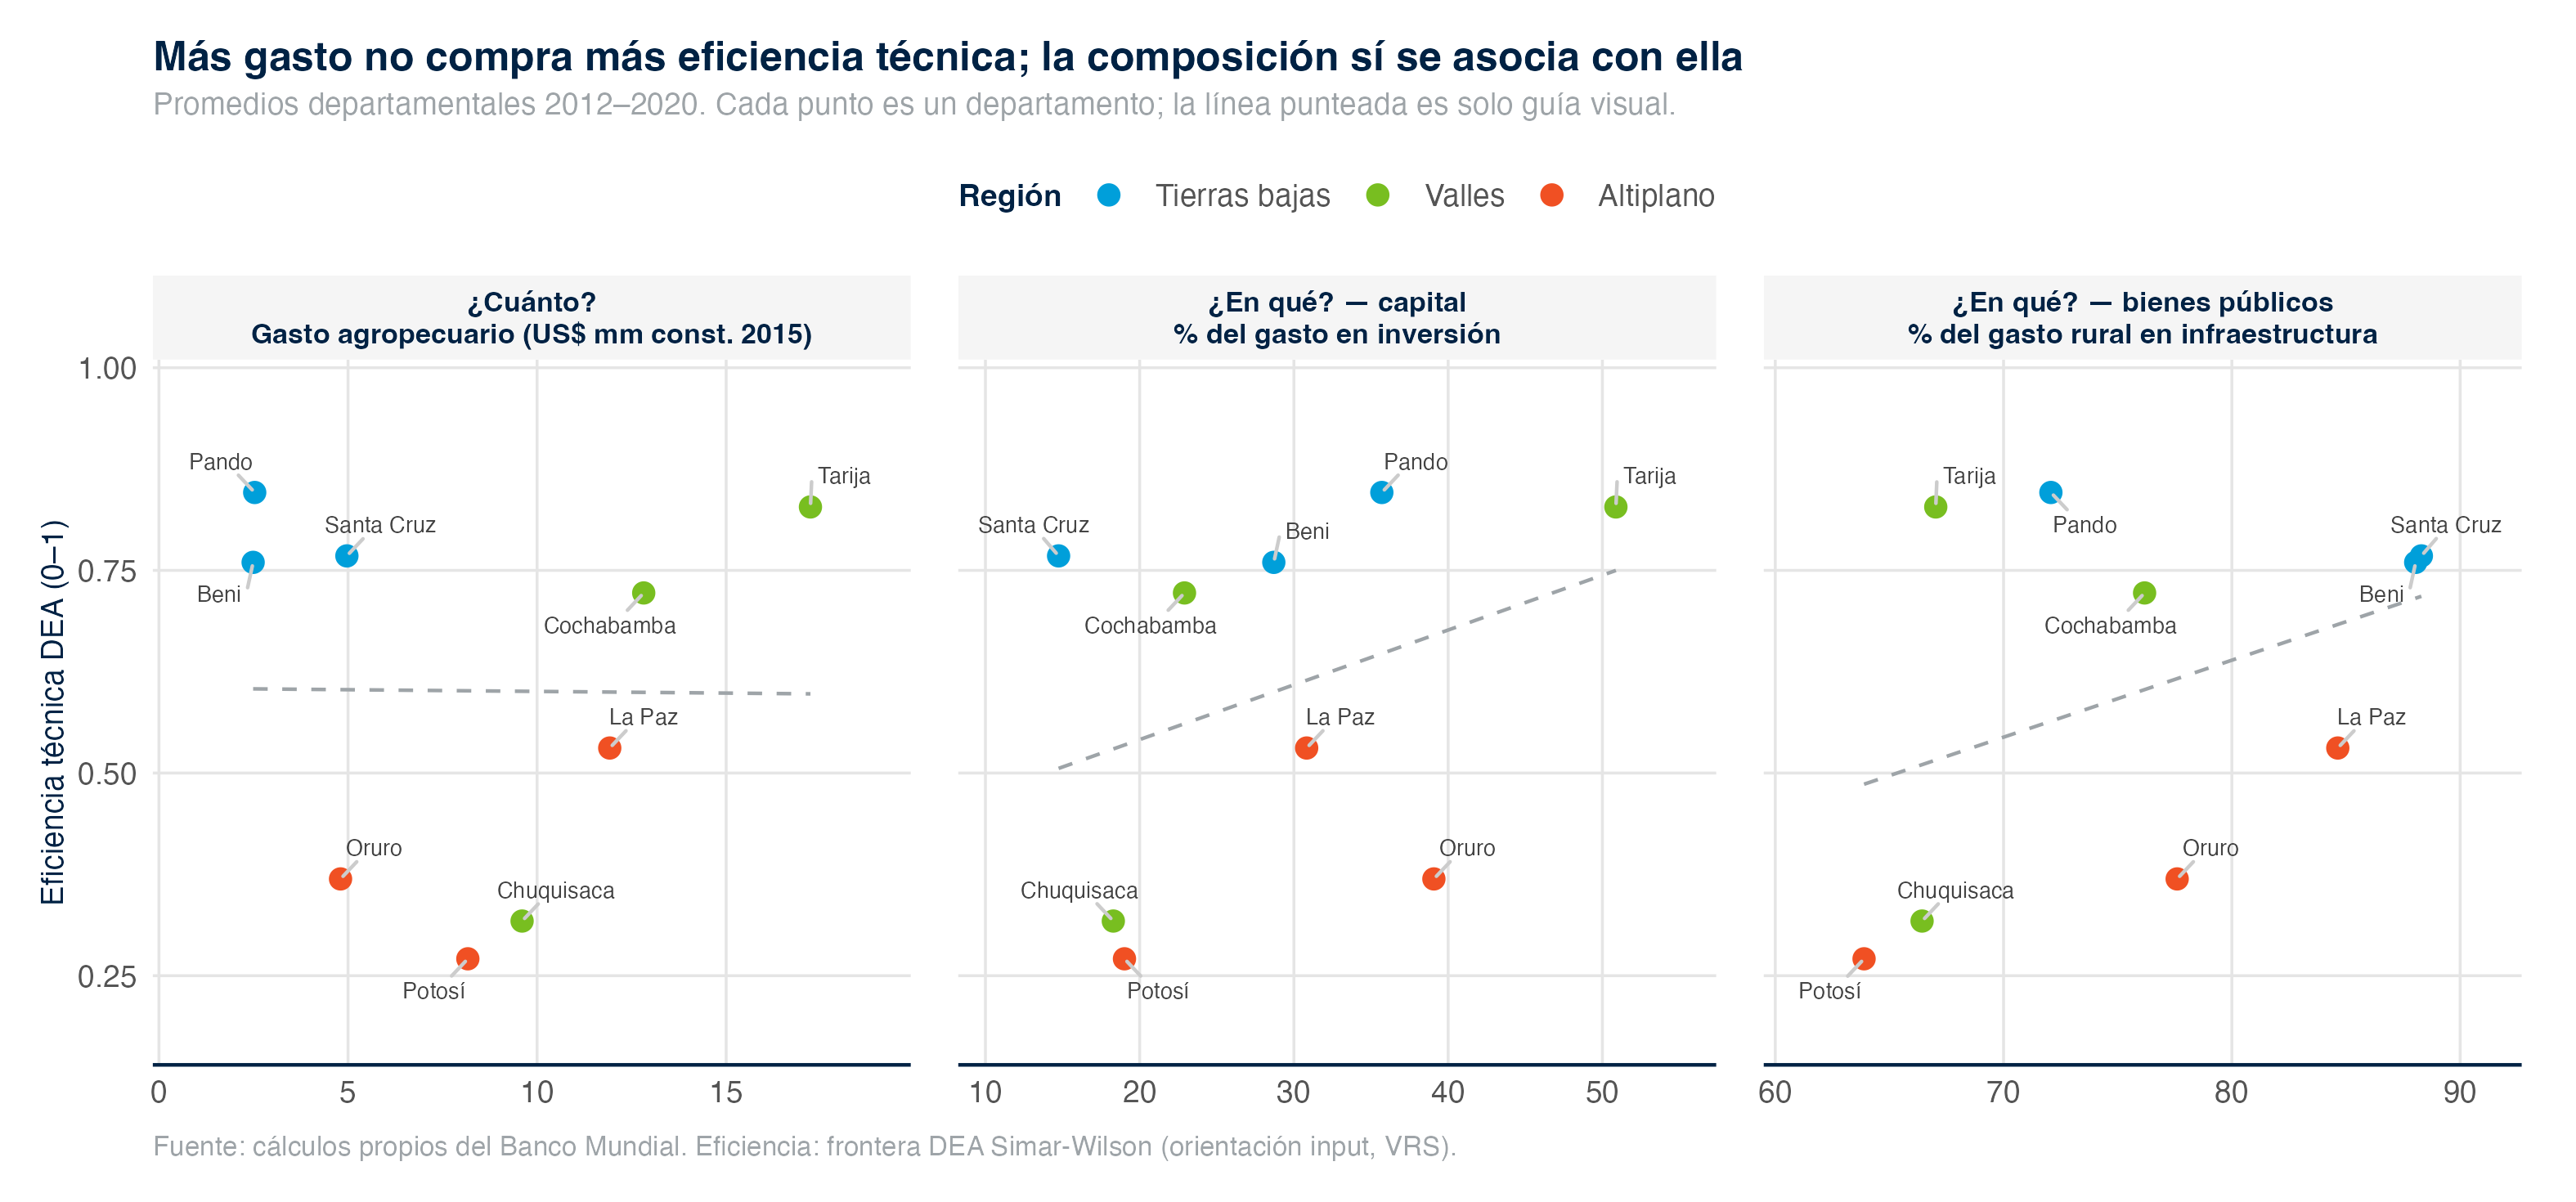 Más gasto no compra más eficiencia técnica; la composición sí se asocia con ella
Promedios departamentales 2012–2020. Cada punto es un departamento; la línea punteada es solo guía visual.
Región Tierras bajas Valles Altiplano
¿Cuánto?
Gasto agropecuario (US$ mm const. 2015)
¿En qué? — capital
% del gasto en inversión
¿En qué? — bienes públicos
% del gasto rural en infraestructura
Eficiencia técnica DEA (0–1)
1.00
0.75
0.50
0.25
Pando
Tarija
Santa Cruz
Beni
Cochabamba
La Paz
Oruro
Chuquisaca
Potosí
0 5 10 15
Pando
Tarija
Santa Cruz
Beni
Cochabamba
La Paz
Oruro
Chuquisaca
Potosí
10 20 30 40 50
Tarija
Pando
Santa Cruz
Beni
Cochabamba
La Paz
Oruro
Chuquisaca
Potosí
60 70 80 90
Fuente: cálculos propios del Banco Mundial. Eficiencia: frontera DEA Simar-Wilson (orientación input, VRS).